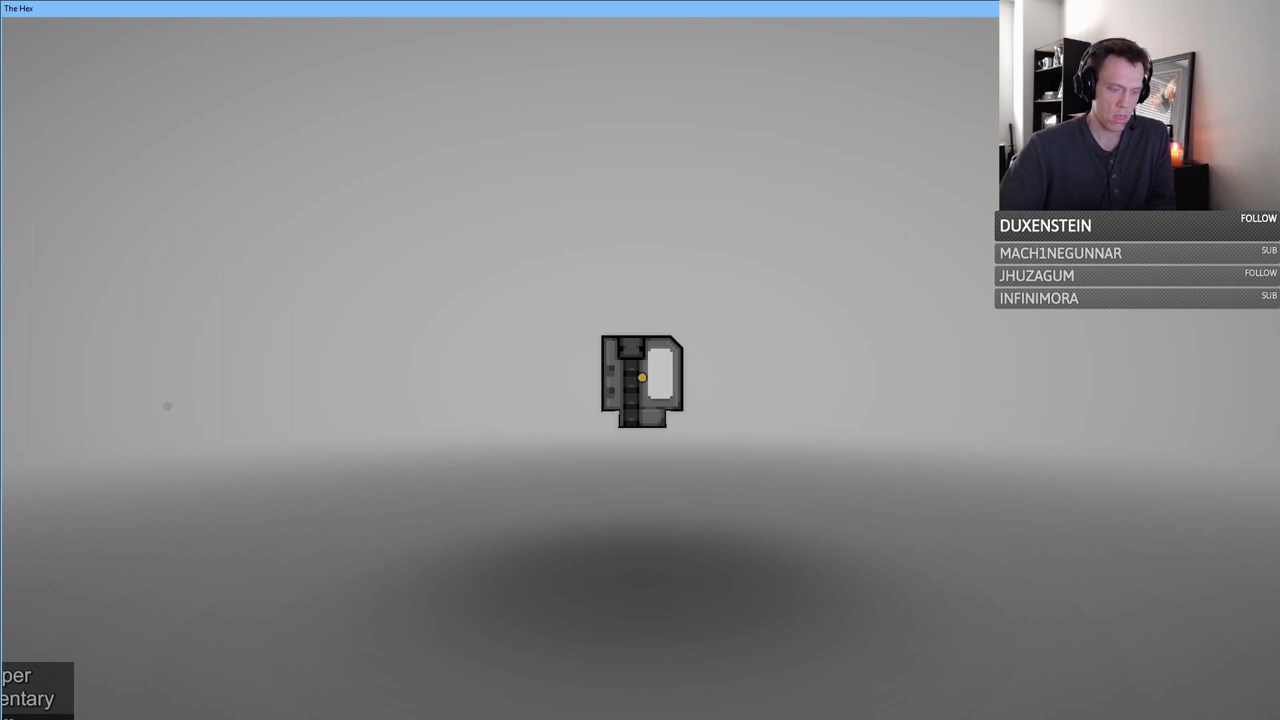 The Hex
DUXENSTEIN FOLLOW
MACH1NEGUNNAR SUB
JHUZAGUM FOLLOW
INFINIMORA SUB
per
entary